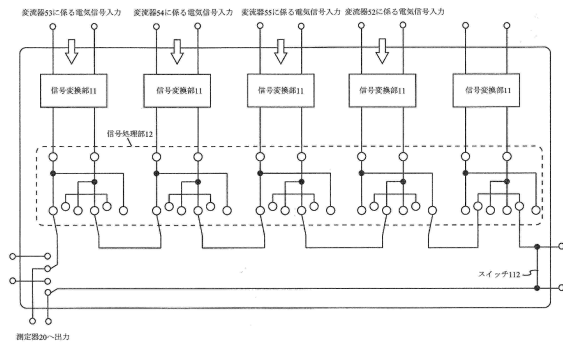 変流器53に係る電気信号入力 変流器54に係る電気信号入力 変流器55に係る電気信号入力 変流器52に係る電気信号入力
信号変換部11 信号変換部11 信号変換部11 信号変換部11 信号変換部11
信号処理部12
スイッチ112
測定器20へ出力